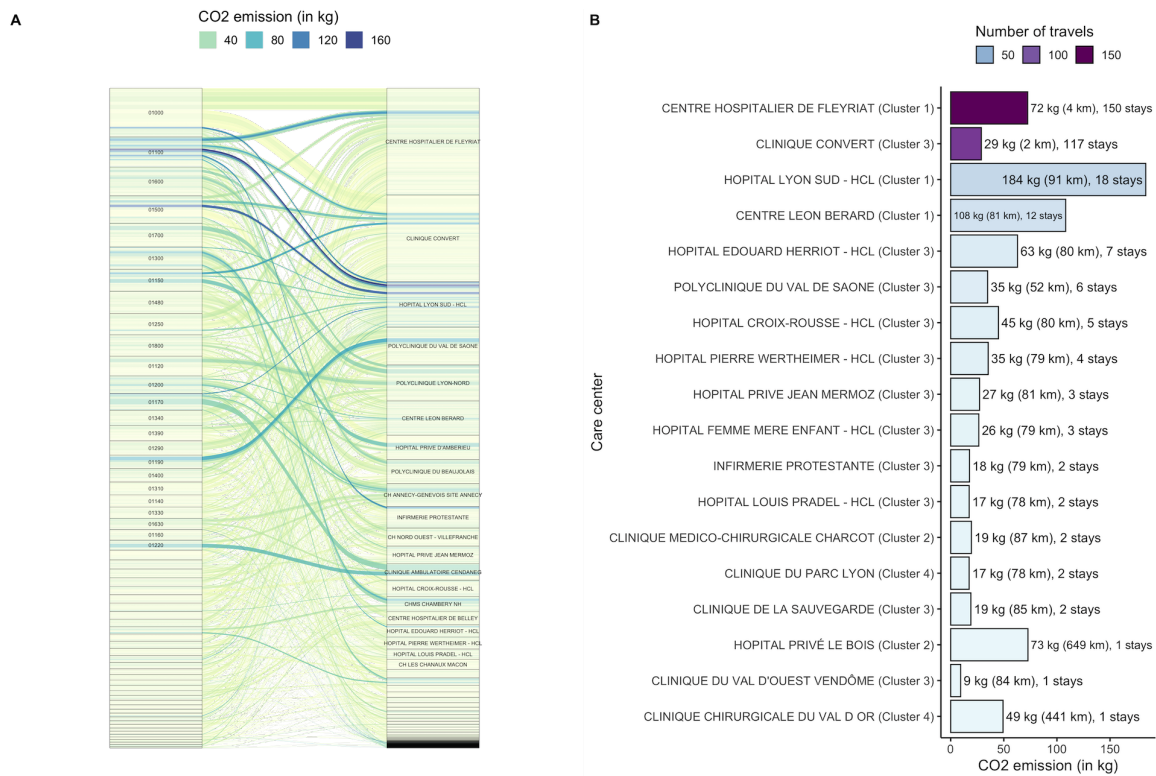 A
CO2 emission (in kg)
40 80 120 160
01000
01100
01600
01500
01700
01300
01150
01480
01250
01800
01120
01200
01170
01340
01390
01290
01190
01400
01310
01140
01330
01630
01160
01220
CENTRE HOSPITALIER DE FLEYRIAT
CLINIQUE CONVERT
HOPITAL LYON SUD - HCL
POLYCLINIQUE DU VAL DE SAONE
POLYCLINIQUE LYON-NORD
CENTRE LEON BERARD
HOPITAL PRIVE D'AMBERIEU
POLYCLINIQUE DU BEAUJOLAIS
CH ANNECY-GENEVOIS SITE ANNECY
INFIRMERIE PROTESTANTE
CH NORD OUEST - VILLEFRANCHE
HOPITAL PRIVE JEAN MERMOZ
CLINIQUE AMBULATOIRE CENDANEG
HOPITAL CROIX-ROUSSE - HCL
CHMS CHAMBERY NH
CENTRE HOSPITALIER DE BELLEY
HOPITAL EDOUARD HERRIOT - HCL
HOPITAL PIERRE WERTHEIMER - HCL
HOPITAL LOUIS PRADEL - HCL
CH LES CHANAUX MACON
B
Number of travels
50 100 150
Care center
CENTRE HOSPITALIER DE FLEYRIAT (Cluster 1) 72 kg (4 km), 150 stays
CLINIQUE CONVERT (Cluster 3) 29 kg (2 km), 117 stays
HOPITAL LYON SUD - HCL (Cluster 1) 184 kg (91 km), 18 stays
CENTRE LEON BERARD (Cluster 1) 108 kg (81 km), 12 stays
HOPITAL EDOUARD HERRIOT - HCL (Cluster 3) 63 kg (80 km), 7 stays
POLYCLINIQUE DU VAL DE SAONE (Cluster 3) 35 kg (52 km), 6 stays
HOPITAL CROIX-ROUSSE - HCL (Cluster 3) 45 kg (80 km), 5 stays
HOPITAL PIERRE WERTHEIMER - HCL (Cluster 3) 35 kg (79 km), 4 stays
HOPITAL PRIVE JEAN MERMOZ (Cluster 3) 27 kg (81 km), 3 stays
HOPITAL FEMME MERE ENFANT - HCL (Cluster 3) 26 kg (79 km), 3 stays
INFIRMERIE PROTESTANTE (Cluster 3) 18 kg (79 km), 2 stays
HOPITAL LOUIS PRADEL - HCL (Cluster 3) 17 kg (78 km), 2 stays
CLINIQUE MEDICO-CHIRURGICALE CHARCOT (Cluster 2) 19 kg (87 km), 2 stays
CLINIQUE DU PARC LYON (Cluster 4) 17 kg (78 km), 2 stays
CLINIQUE DE LA SAUVEGARDE (Cluster 3) 19 kg (85 km), 2 stays
HOPITAL PRIVÉ LE BOIS (Cluster 2) 73 kg (649 km), 1 stays
CLINIQUE DU VAL D'OUEST VENDÔME (Cluster 3) 9 kg (84 km), 1 stays
CLINIQUE CHIRURGICALE DU VAL D OR (Cluster 4) 49 kg (441 km), 1 stays
0 50 100 150
CO2 emission (in kg)